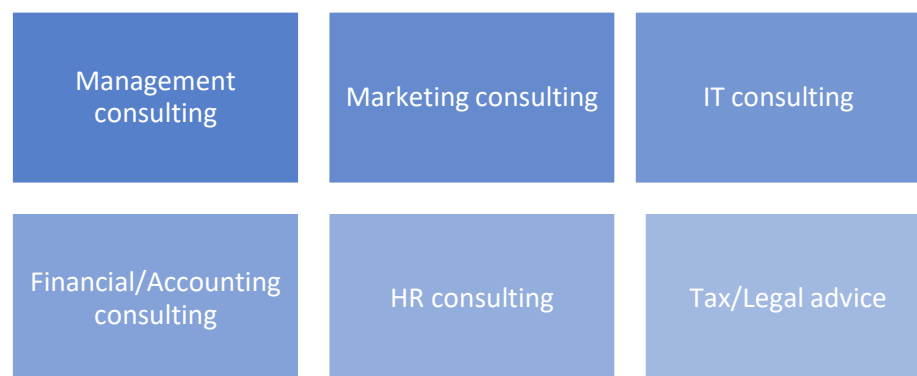 Management
consulting
Marketing consulting
IT consulting
Financial/Accounting
consulting
HR consulting
Tax/Legal advice